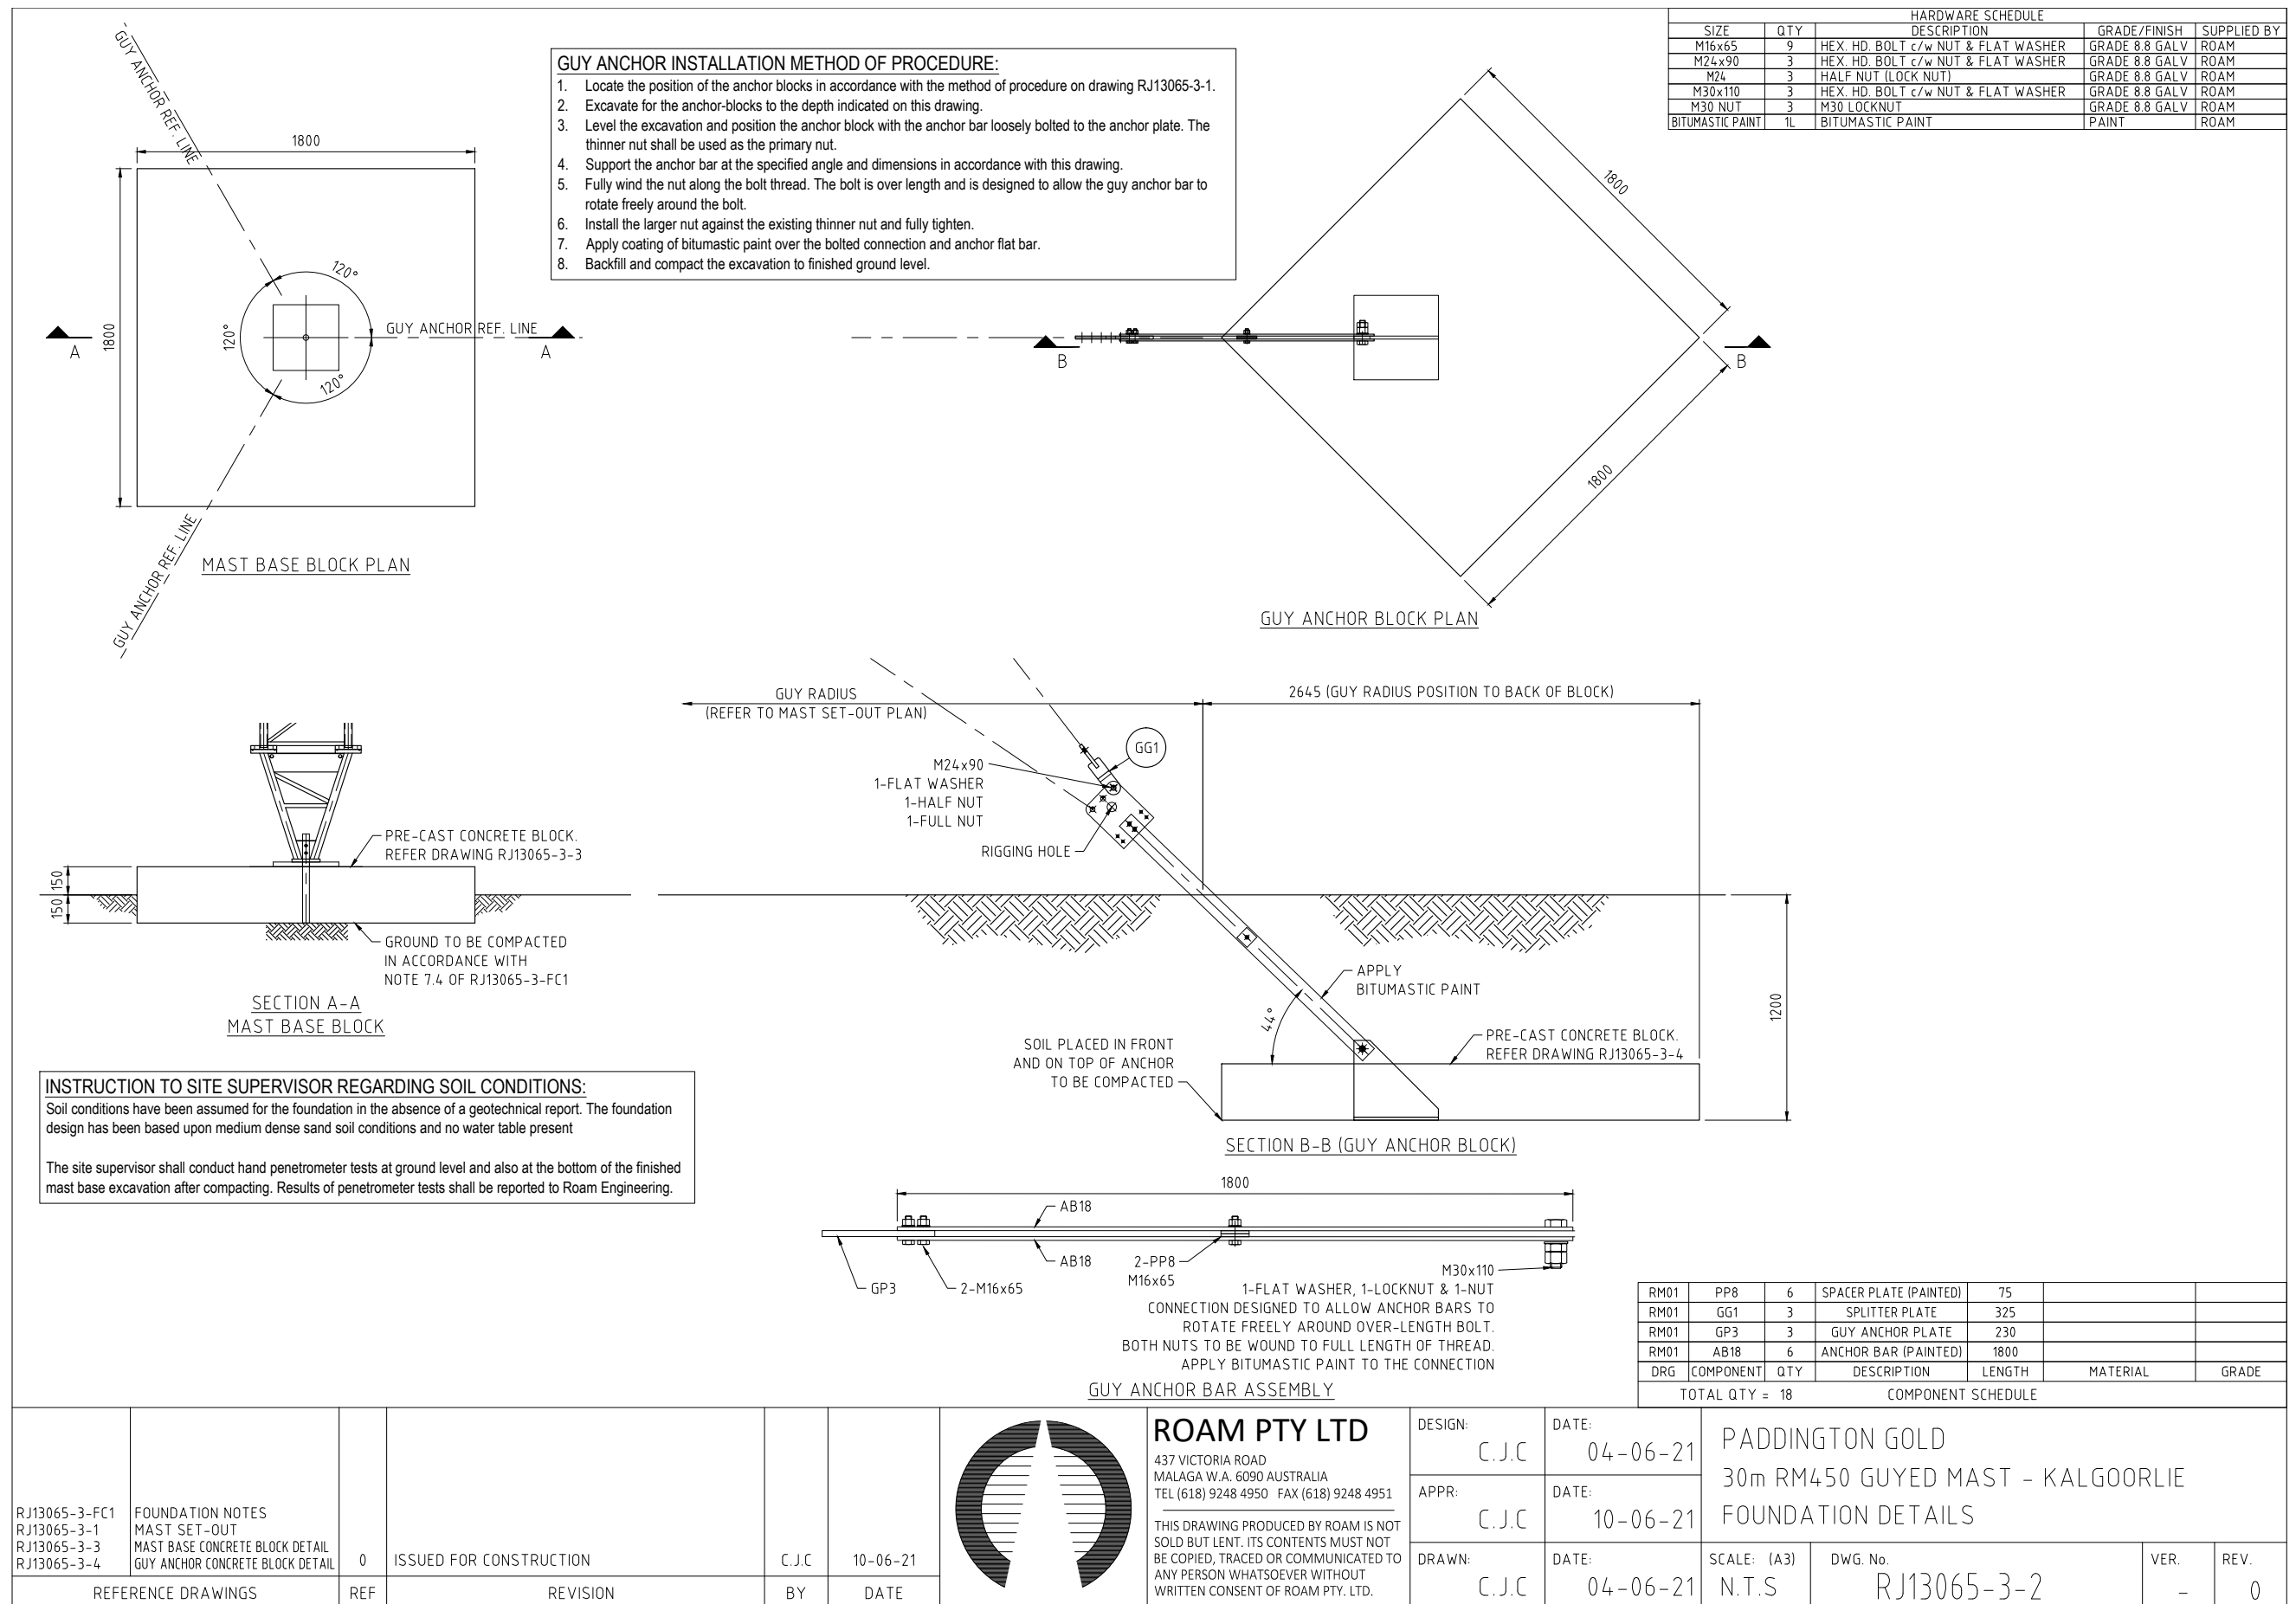 GUY ANCHOR REF. LINE
1800
1800
120°
120°
120°
GUY ANCHOR REF. LINE
A
A
GUY ANCHOR REF. LINE
MAST BASE BLOCK PLAN
GUY ANCHOR INSTALLATION METHOD OF PROCEDURE:
1. Locate the position of the anchor blocks in accordance with the method of procedure on drawing RJ13065-3-1.
2. Excavate for the anchor-blocks to the depth indicated on this drawing.
3. Level the excavation and position the anchor block with the anchor bar loosely bolted to the anchor plate. The
thinner nut shall be used as the primary nut.
4. Support the anchor bar at the specified angle and dimensions in accordance with this drawing.
5. Fully wind the nut along the bolt thread. The bolt is over length and is designed to allow the guy anchor bar to
rotate freely around the bolt.
6. Install the larger nut against the existing thinner nut and fully tighten.
7. Apply coating of bitumastic paint over the bolted connection and anchor flat bar.
8. Backfill and compact the excavation to finished ground level.
HARDWARE SCHEDULE
SIZE QTY DESCRIPTION GRADE/FINISH SUPPLIED BY
M16x65 9 HEX. HD. BOLT c/w NUT & FLAT WASHER GRADE 8.8 GALV ROAM
M24x90 3 HEX. HD. BOLT c/w NUT & FLAT WASHER GRADE 8.8 GALV ROAM
M24 3 HALF NUT (LOCK NUT) GRADE 8.8 GALV ROAM
M30x110 3 HEX. HD. BOLT c/w NUT & FLAT WASHER GRADE 8.8 GALV ROAM
M30 NUT 3 M30 LOCKNUT GRADE 8.8 GALV ROAM
BITUMASTIC PAINT 1L BITUMASTIC PAINT PAINT ROAM
1800
1800
B
B
GUY ANCHOR BLOCK PLAN
150
150
PRE-CAST CONCRETE BLOCK.
REFER DRAWING RJ13065-3-3
GROUND TO BE COMPACTED
IN ACCORDANCE WITH
NOTE 7.4 OF RJ13065-3-FC1
SECTION A-A
MAST BASE BLOCK
GUY RADIUS
(REFER TO MAST SET-OUT PLAN)
2645 (GUY RADIUS POSITION TO BACK OF BLOCK)
GG1
M24x90
1-FLAT WASHER
1-HALF NUT
1-FULL NUT
RIGGING HOLE
APPLY
BITUMASTIC PAINT
44°
1200
SOIL PLACED IN FRONT
AND ON TOP OF ANCHOR
TO BE COMPACTED
PRE-CAST CONCRETE BLOCK.
REFER DRAWING RJ13065-3-4
SECTION B-B (GUY ANCHOR BLOCK)
INSTRUCTION TO SITE SUPERVISOR REGARDING SOIL CONDITIONS:
Soil conditions have been assumed for the foundation in the absence of a geotechnical report. The foundation
design has been based upon medium dense sand soil conditions and no water table present
The site supervisor shall conduct hand penetrometer tests at ground level and also at the bottom of the finished
mast base excavation after compacting. Results of penetrometer tests shall be reported to Roam Engineering.
1800
AB18
AB18
GP3
2-M16x65
2-PP8
M16x65
M30x110
1-FLAT WASHER, 1-LOCKNUT & 1-NUT
CONNECTION DESIGNED TO ALLOW ANCHOR BARS TO
ROTATE FREELY AROUND OVER-LENGTH BOLT.
BOTH NUTS TO BE WOUND TO FULL LENGTH OF THREAD.
APPLY BITUMASTIC PAINT TO THE CONNECTION
GUY ANCHOR BAR ASSEMBLY
RM01 PP8 6 SPACER PLATE (PAINTED) 75
RM01 GG1 3 SPLITTER PLATE 325
RM01 GP3 3 GUY ANCHOR PLATE 230
RM01 AB18 6 ANCHOR BAR (PAINTED) 1800
DRG COMPONENT QTY DESCRIPTION LENGTH MATERIAL GRADE
TOTAL QTY = 18 COMPONENT SCHEDULE
RJ13065-3-FC1 FOUNDATION NOTES
RJ13065-3-1 MAST SET-OUT
RJ13065-3-3 MAST BASE CONCRETE BLOCK DETAIL
RJ13065-3-4 GUY ANCHOR CONCRETE BLOCK DETAIL
REFERENCE DRAWINGS
0 ISSUED FOR CONSTRUCTION C.J.C 10-06-21
REF REVISION BY DATE
ROAM PTY LTD
437 VICTORIA ROAD
MALAGA W.A. 6090 AUSTRALIA
TEL (618) 9248 4950 FAX (618) 9248 4951
THIS DRAWING PRODUCED BY ROAM IS NOT
SOLD BUT LENT. ITS CONTENTS MUST NOT
BE COPIED, TRACED OR COMMUNICATED TO
ANY PERSON WHATSOEVER WITHOUT
WRITTEN CONSENT OF ROAM PTY. LTD.
DESIGN: C.J.C DATE: 04-06-21
APPR: C.J.C DATE: 10-06-21
DRAWN: C.J.C DATE: 04-06-21
PADDINGTON GOLD
30m RM450 GUYED MAST - KALGOORLIE
FOUNDATION DETAILS
SCALE: (A3) N.T.S
DWG. No. RJ13065-3-2
VER. -
REV. 0